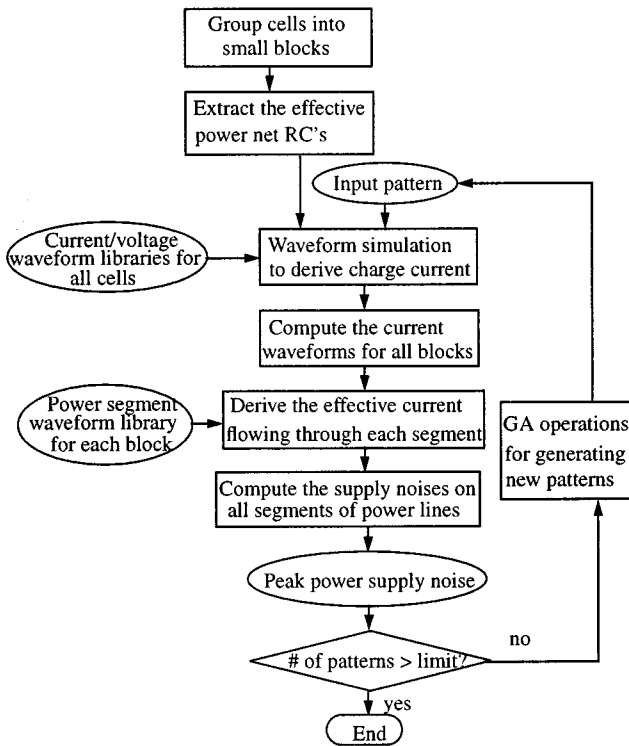 Group cells into
small blocks
Extract the effective
power net RC's
Input pattern
Current/voltage
waveform libraries for
all cells
Waveform simulation
to derive charge current
Compute the current
waveforms for all blocks
Power segment
waveform library
for each block
Derive the effective current
flowing through each segment
GA operations
for generating
new patterns
Compute the supply noises on
all segments of power lines
Peak power supply noise
# of patterns > limit?
no
yes
End